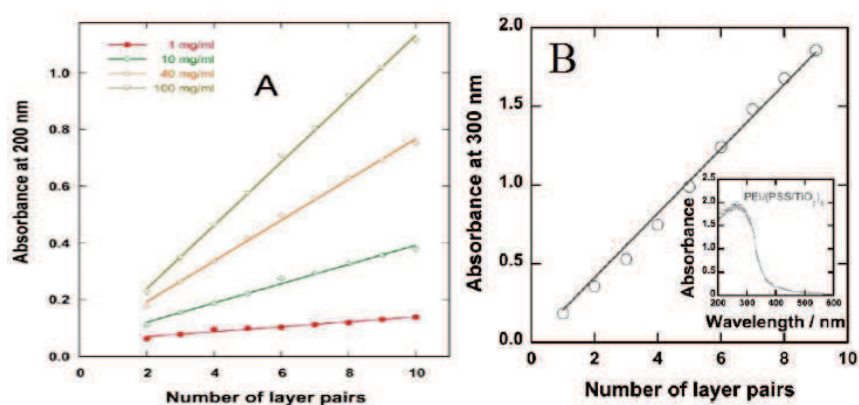 A
1 mg/ml
10 mg/ml
40 mg/ml
100 mg/ml
Absorbance at 200 nm
1.0
0.8
0.6
0.4
0.2
0.0
0 2 4 6 8 10
Number of layer pairs
B
Absorbance at 300 nm
2.0
1.5
1.0
0.5
0.0
0 2 4 6 8 10
Number of layer pairs
PEI/(PSS/TiO2)
Absorbance
2.5
2.0
1.5
1.0
0.5
0
200 300 400 500 600
Wavelength / nm